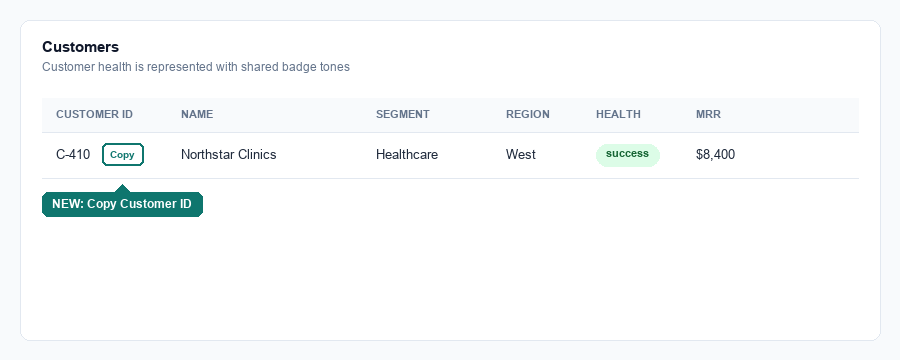 Customers
Customer health is represented with shared badge tones
CUSTOMER ID NAME SEGMENT REGION HEALTH MRR
C-410 Copy Northstar Clinics Healthcare West success $8,400
NEW: Copy Customer ID